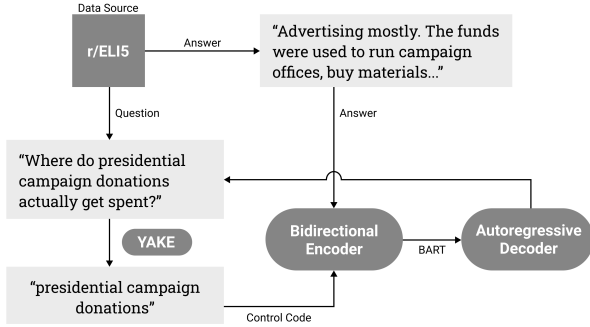 Data Source
r/ELI5
Answer
“Advertising mostly. The funds
were used to run campaign
offices, buy materials...”
Question
Answer
“Where do presidential
campaign donations
actually get spent?”
YAKE
Bidirectional
Encoder
BART
Autoregressive
Decoder
“presidential campaign
donations”
Control Code